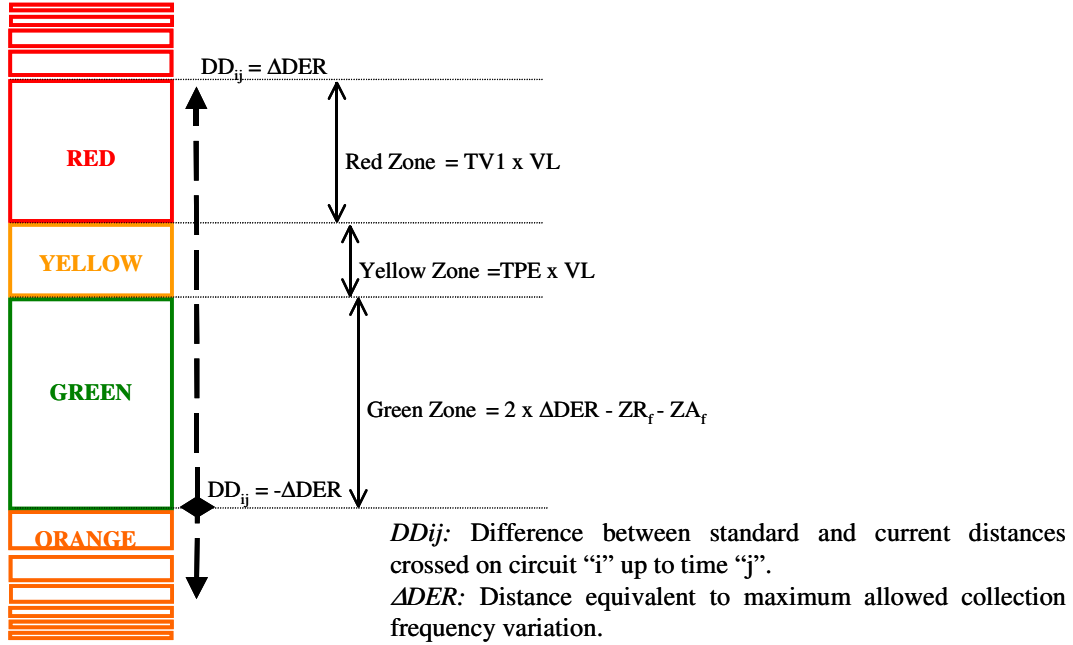 DDij = ΔDER
RED
Red Zone = TV1 x VL
YELLOW
Yellow Zone =TPE x VL
GREEN
Green Zone = 2 x ΔDER - ZRf - ZAf
DDij = -ΔDER
ORANGE
DDij: Difference between standard and current distances
crossed on circuit “i” up to time “j”.
ΔDER: Distance equivalent to maximum allowed collection
frequency variation.